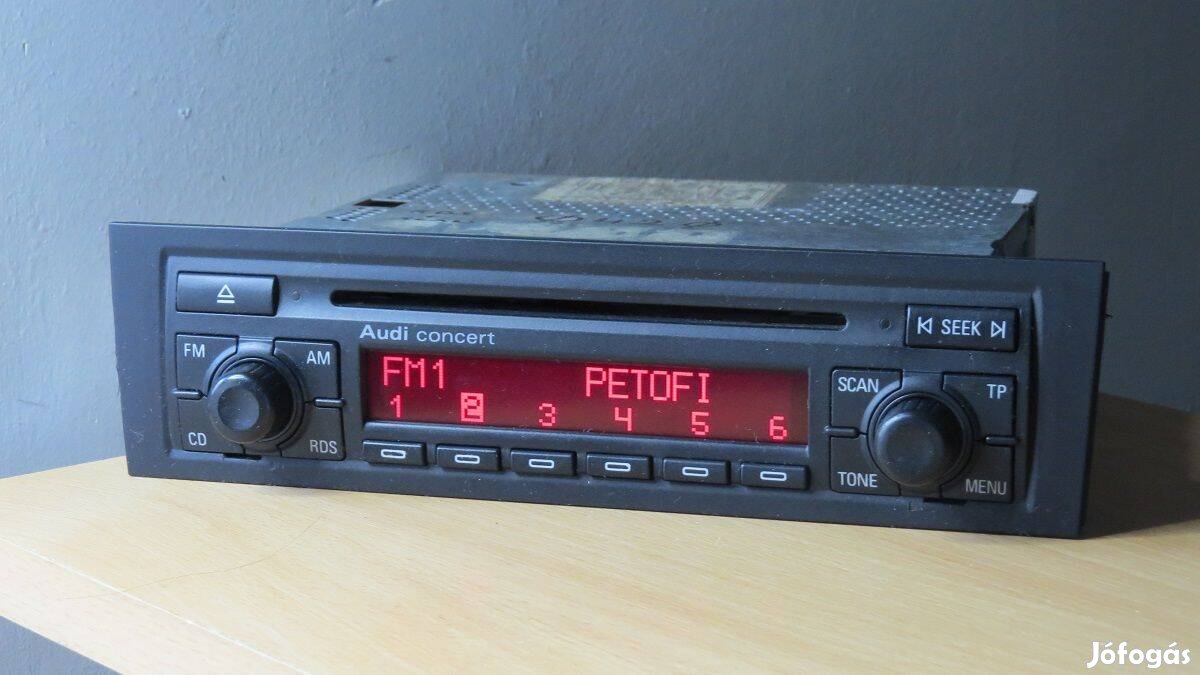 SEEK
Audi concert
FM AM
CD RDS
FM1 PETOFI
1 2 3 4 5 6
SCAN TP
TONE MENU
Jófogás